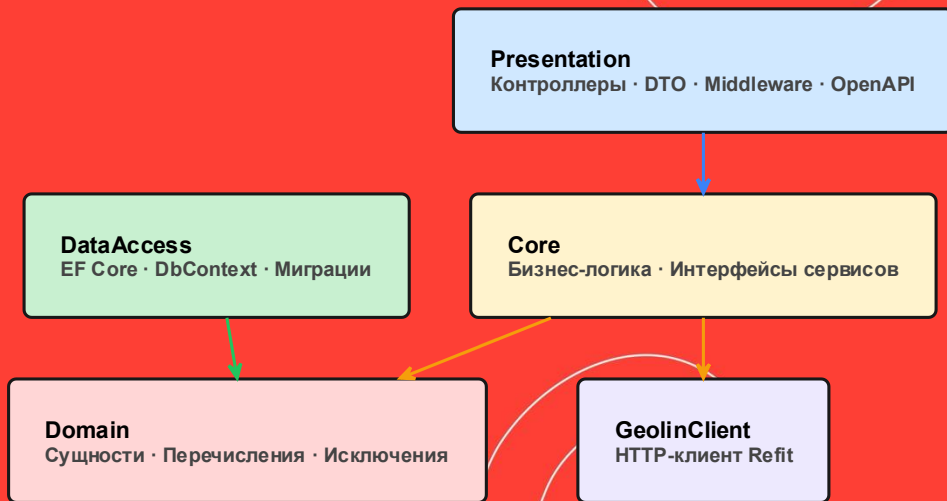 Presentation
Контроллеры · DTO · Middleware · OpenAPI
DataAccess
EF Core · DbContext · Миграции
Core
Бизнес-логика · Интерфейсы сервисов
Domain
Сущности · Перечисления · Исключения
GeolinClient
HTTP-клиент Refit